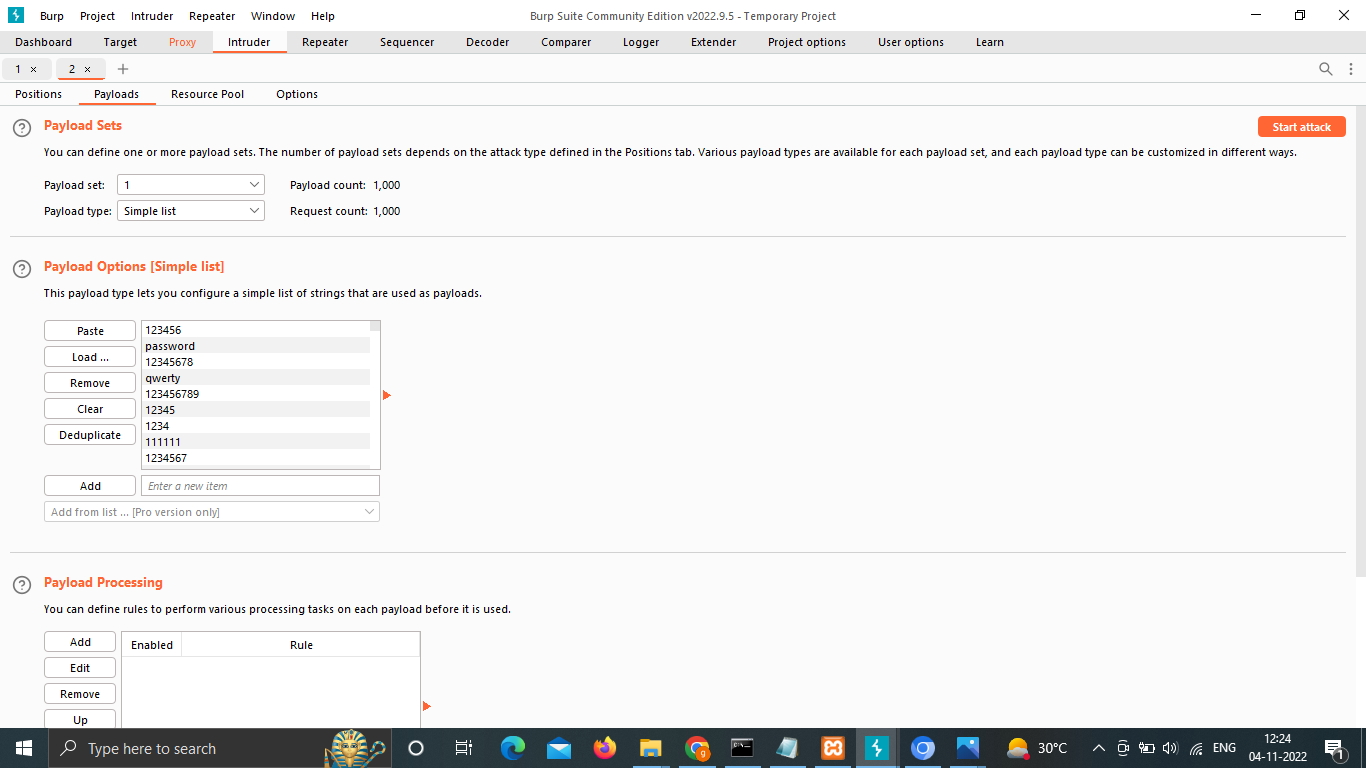 Burp Project Intruder Repeater Window Help Burp Suite Community Edition v2022.9.5 - Temporary Project
Dashboard Target Proxy Intruder Repeater Sequencer Decoder Comparer Logger Extender Project options User options Learn
1 × 2 × +
Positions Payloads Resource Pool Options
? Payload Sets Start attack
You can define one or more payload sets. The number of payload sets depends on the attack type defined in the Positions tab. Various payload types are available for each payload set, and each payload type can be customized in different ways.
Payload set: 1 Payload count: 1,000
Payload type: Simple list Request count: 1,000
? Payload Options [Simple list]
This payload type lets you configure a simple list of strings that are used as payloads.
Paste 123456
password
Load ... 12345678
qwerty
Remove 123456789
Clear 12345
1234
Deduplicate 111111
1234567
Add Enter a new item
Add from list ... [Pro version only]
? Payload Processing
You can define rules to perform various processing tasks on each payload before it is used.
Add Enabled Rule
Edit
Remove
Up
Type here to search 30°C ENG 12:24
04-11-2022 1